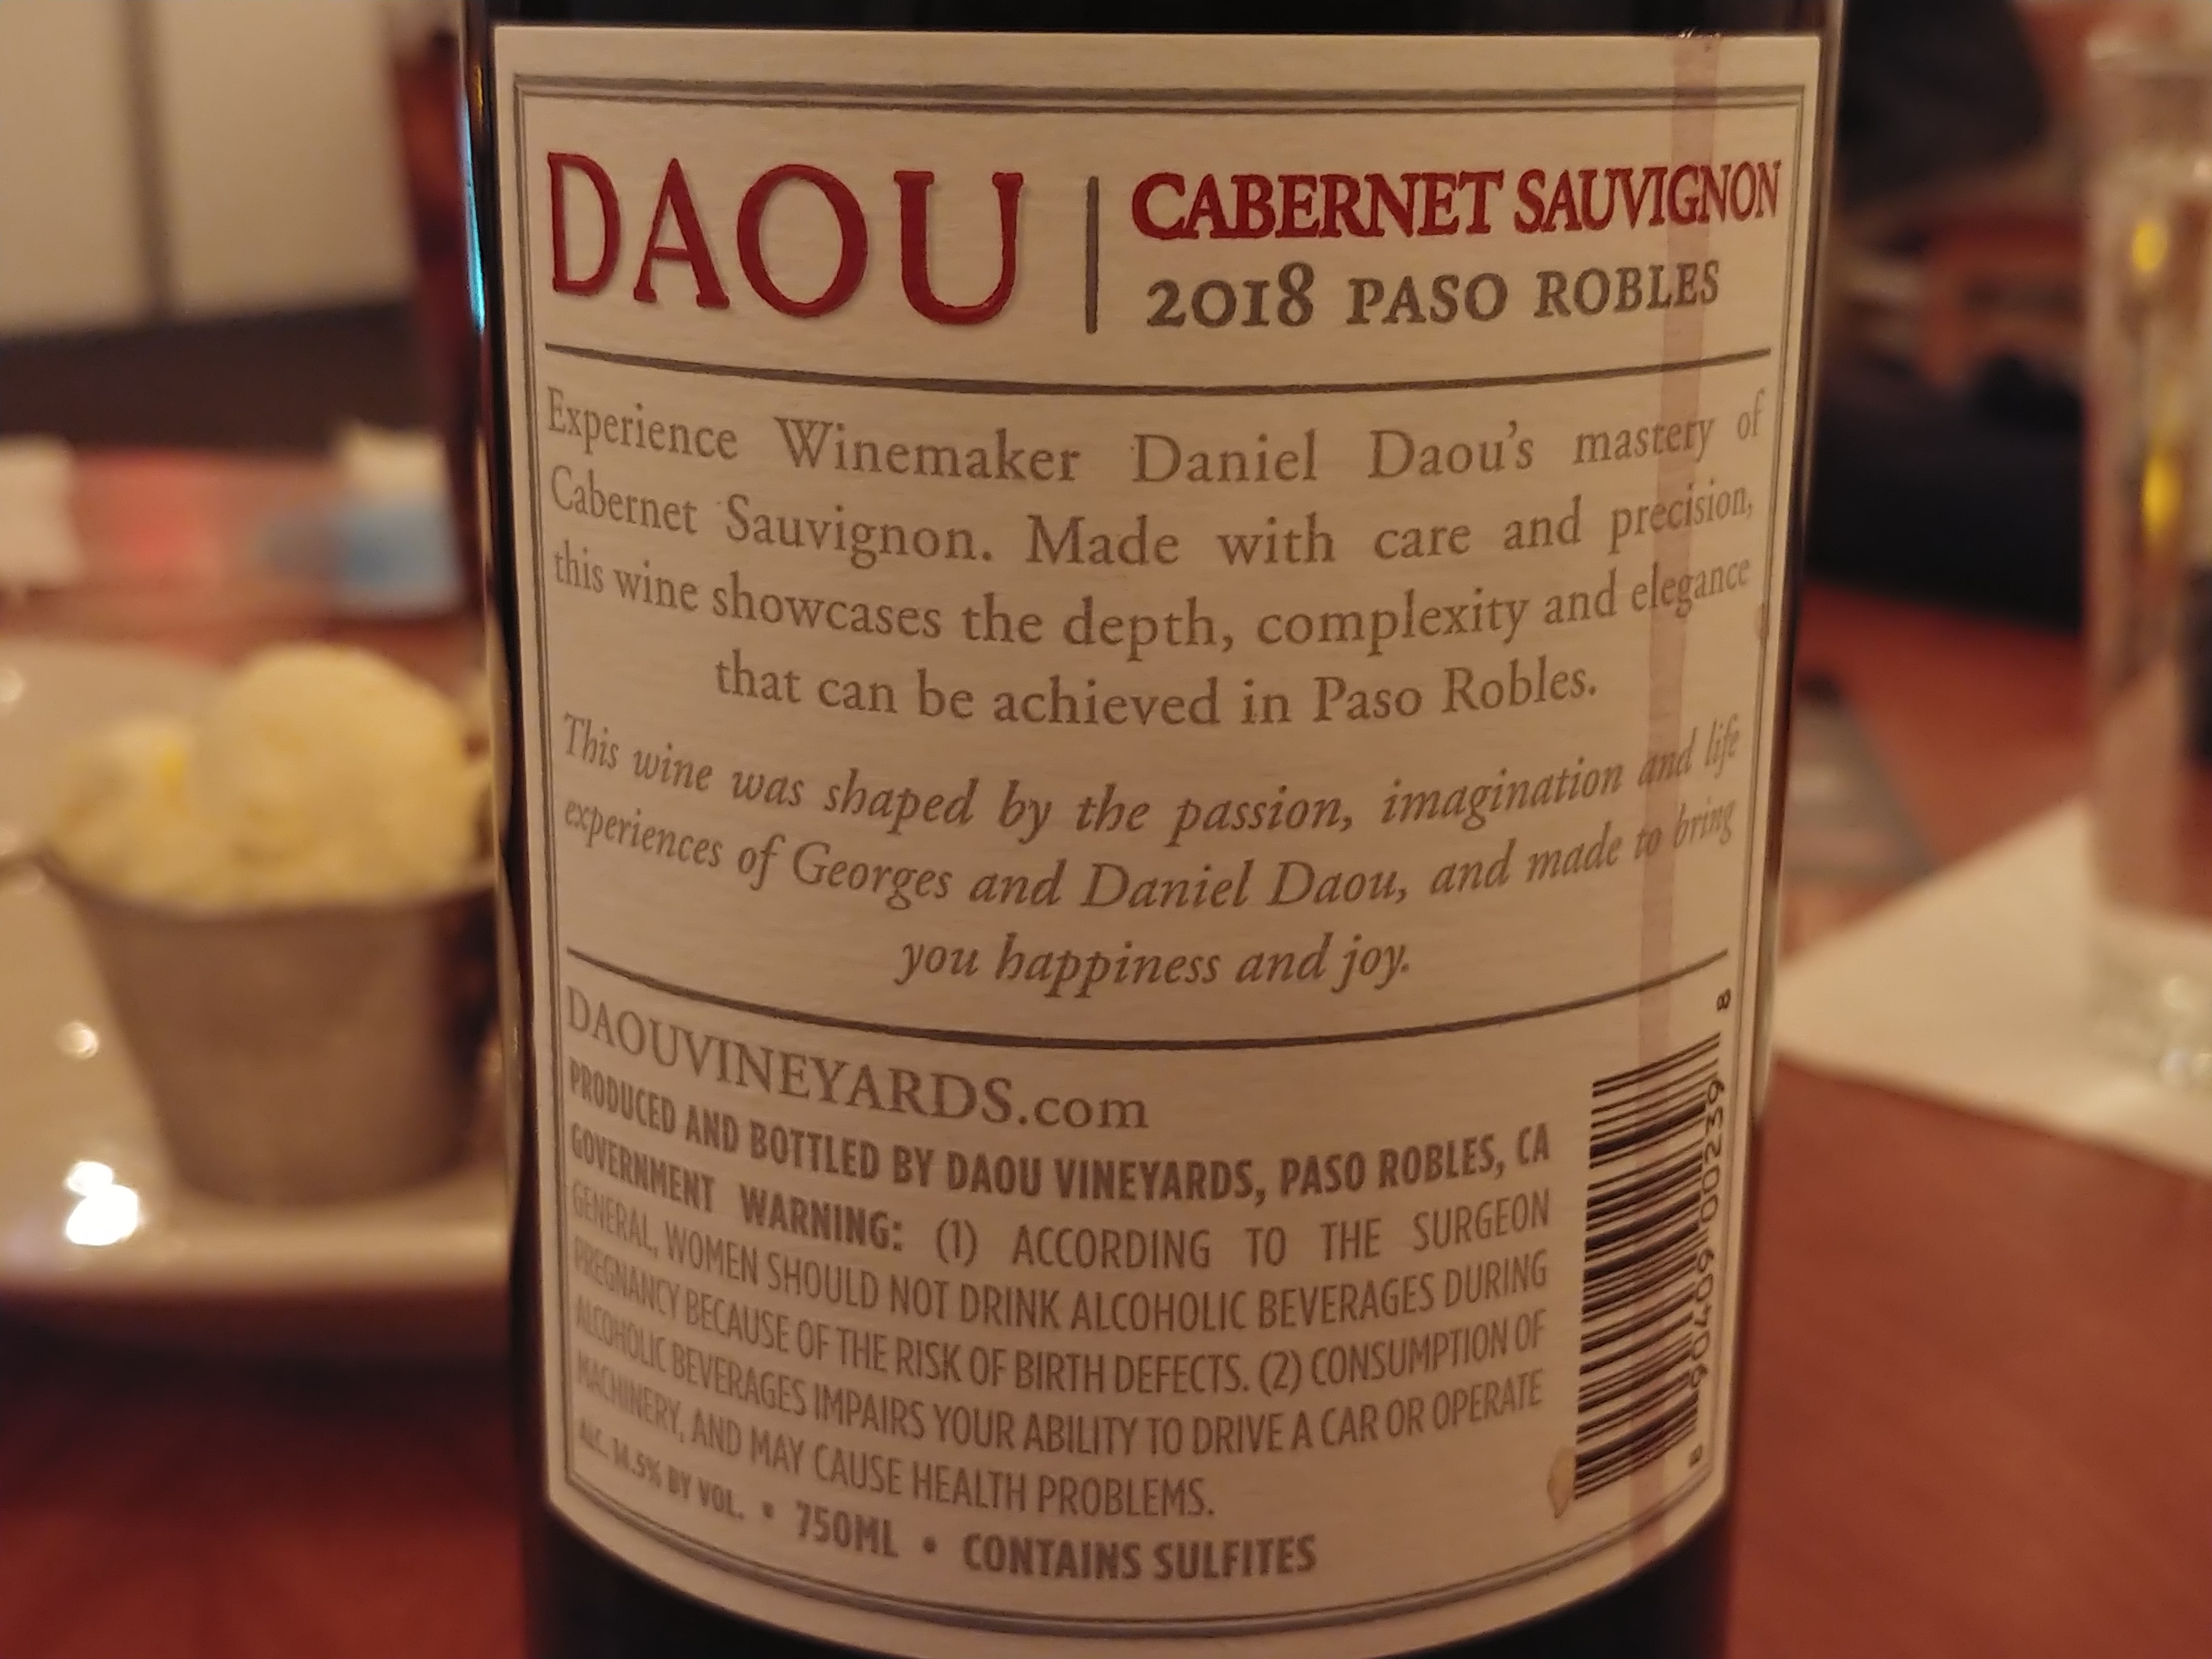 DAOU
CABERNET SAUVIGNON
2018 PASO ROBLES
Experience Winemaker Daniel Daou's mastery of
Cabernet Sauvignon. Made with care and precision,
this wine showcases the depth, complexity and elegance
that can be achieved in Paso Robles.
This wine was shaped by the passion, imagination and life
experiences of Georges and Daniel Daou, and made to bring
you happiness and joy.
DAOUVINEYARDS.com
PRODUCED AND BOTTLED BY DAOU VINEYARDS, PASO ROBLES, CA
GOVERNMENT WARNING: (1) ACCORDING TO THE SURGEON
GENERAL, WOMEN SHOULD NOT DRINK ALCOHOLIC BEVERAGES DURING
PREGNANCY BECAUSE OF THE RISK OF BIRTH DEFECTS. (2) CONSUMPTION OF
ALCOHOLIC BEVERAGES IMPAIRS YOUR ABILITY TO DRIVE A CAR OR OPERATE
MACHINERY, AND MAY CAUSE HEALTH PROBLEMS.
ALC. 14.5% BY VOL. • 750ML • CONTAINS SULFITES
8 90409 00239 8